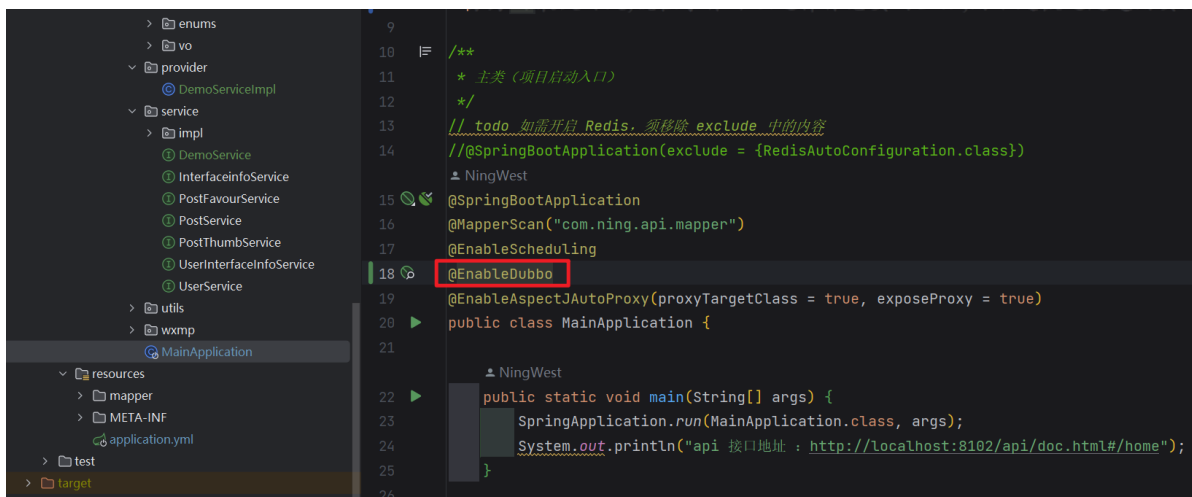 enums
vo
provider
DemoServiceImpl
service
impl
DemoService
InterfaceinfoService
PostFavourService
PostService
PostThumbService
UserInterfaceInfoService
UserService
utils
wxmp
MainApplication
resources
mapper
META-INF
application.yml
test
target
9
10 /**
11 * 主类（项目启动入口）
12 */
13 // todo 如需开启 Redis，须移除 exclude 中的内容
14 //@SpringBootApplication(exclude = {RedisAutoConfiguration.class})
NingWest
15 @SpringBootApplication
16 @MapperScan("com.ning.api.mapper")
17 @EnableScheduling
18 @EnableDubbo
19 @EnableAspectJAutoProxy(proxyTargetClass = true, exposeProxy = true)
20 public class MainApplication {
21
NingWest
22 public static void main(String[] args) {
23 SpringApplication.run(MainApplication.class, args);
24 System.out.println("api 接口地址 : http://localhost:8102/api/doc.html#/home");
25 }
26